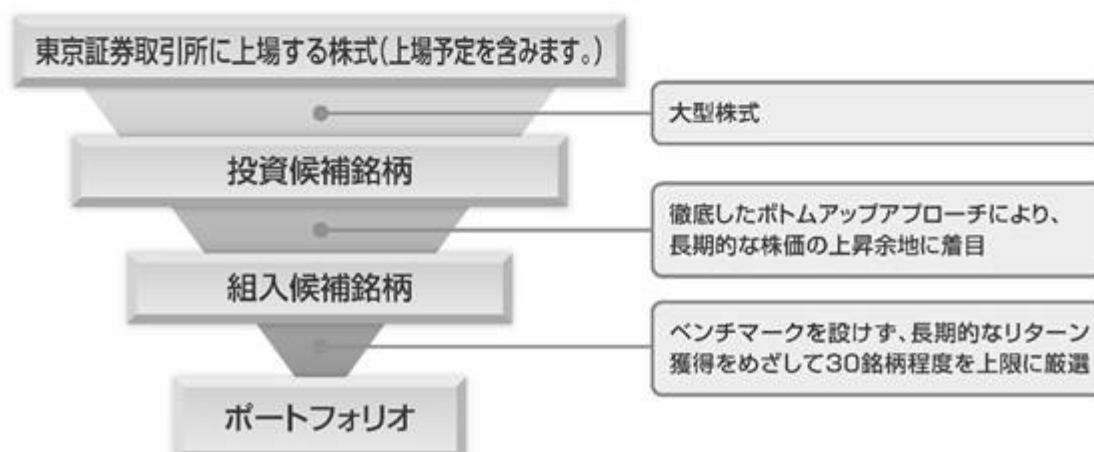 東京証券取引所に上場する株式(上場予定を含みます。)
大型株式
投資候補銘柄
徹底したボトムアップアプローチにより、
長期的な株価の上昇余地に着目
組入候補銘柄
ベンチマークを設けず、長期的なリターン
獲得をめざして30銘柄程度を上限に厳選
ポートフォリオ